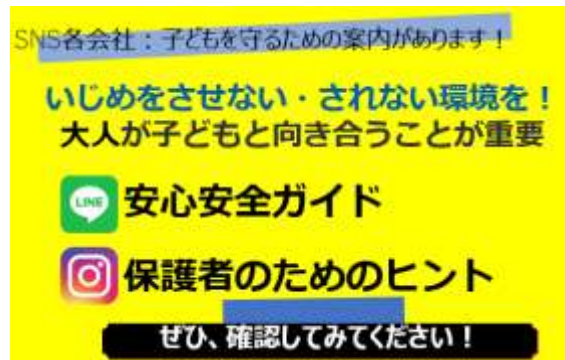 SNS各会社：子どもを守るための案内があります！
いじめをさせない・されない環境を！
大人が子どもと向き合うことが重要
LINE 安心安全ガイド
保護者のためのヒント
ぜひ、確認してみてください！